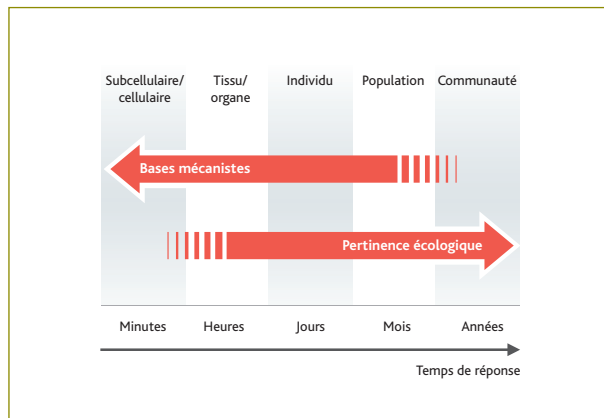 Subcellulaire/ Tissu/ Individu Population Communauté
cellulaire organe
Bases mécanistes
Pertinence écologique
Minutes Heures Jours Mois Années
Temps de réponse